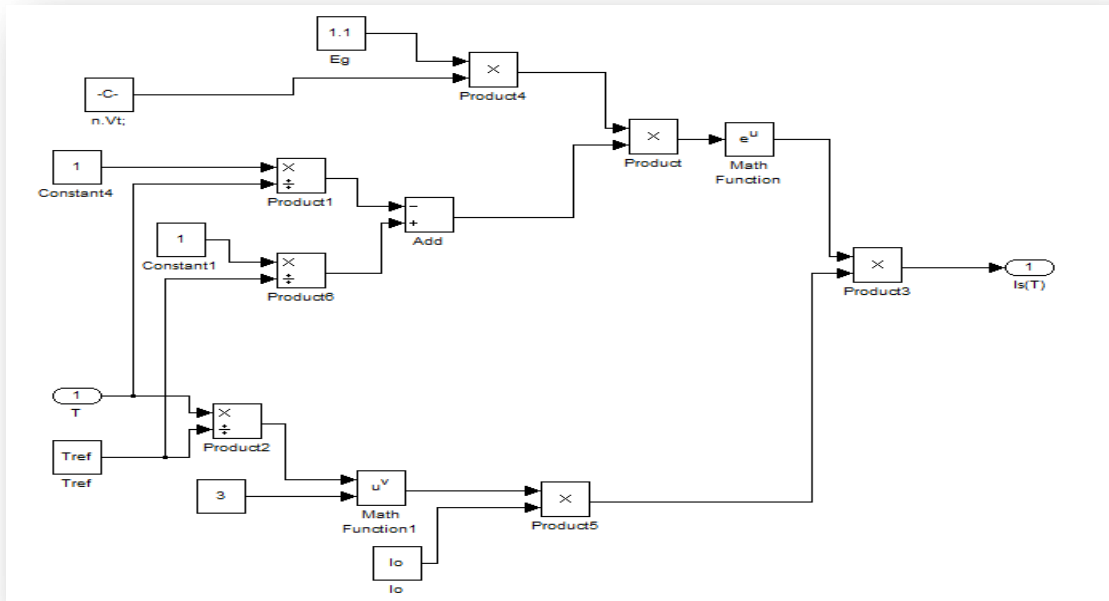 1.1
Eg
×
Product4
-C-
n.Vt;
×
Product
e^u
Math
Function
1
Constant4
×
÷
Product1
−
+
Add
1
Constant1
×
÷
Product6
×
Product3
1
Is(T)
1
T
×
÷
Product2
Tref
Tref
3
u^v
Math
Function1
×
Product5
Io
Io